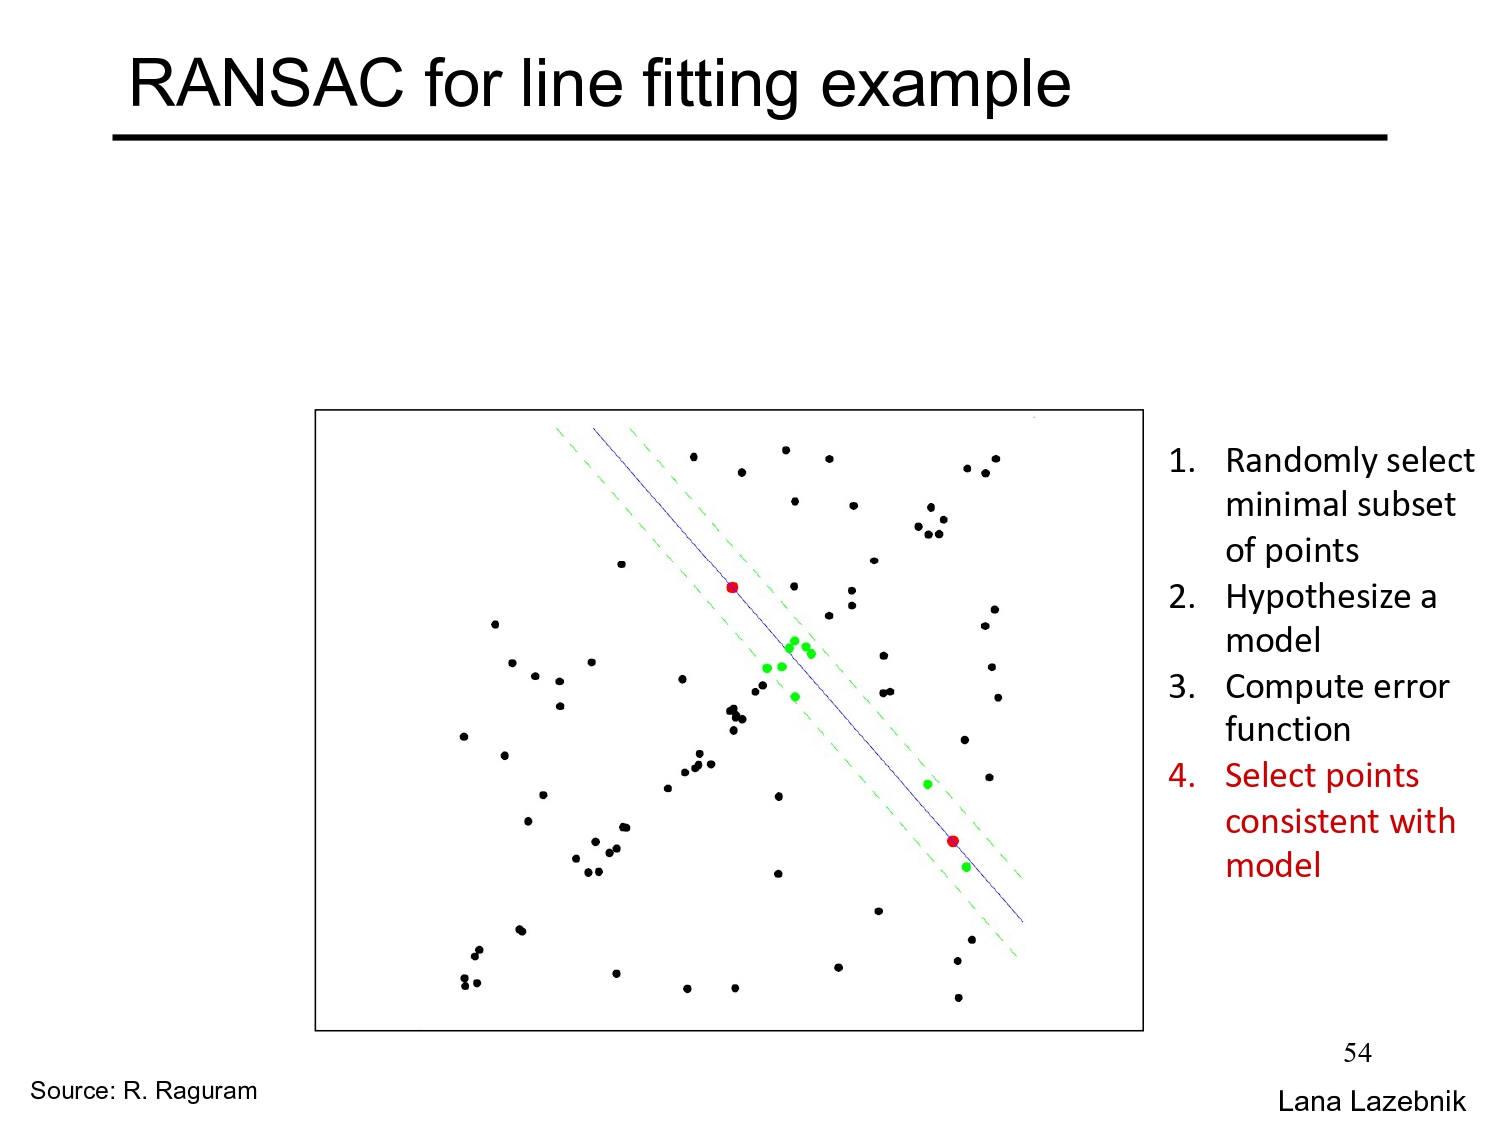 RANSAC for line fitting example
1. Randomly select
minimal subset
of points
2. Hypothesize a
model
3. Compute error
function
4. Select points
consistent with
model
54
Source: R. Raguram
Lana Lazebnik